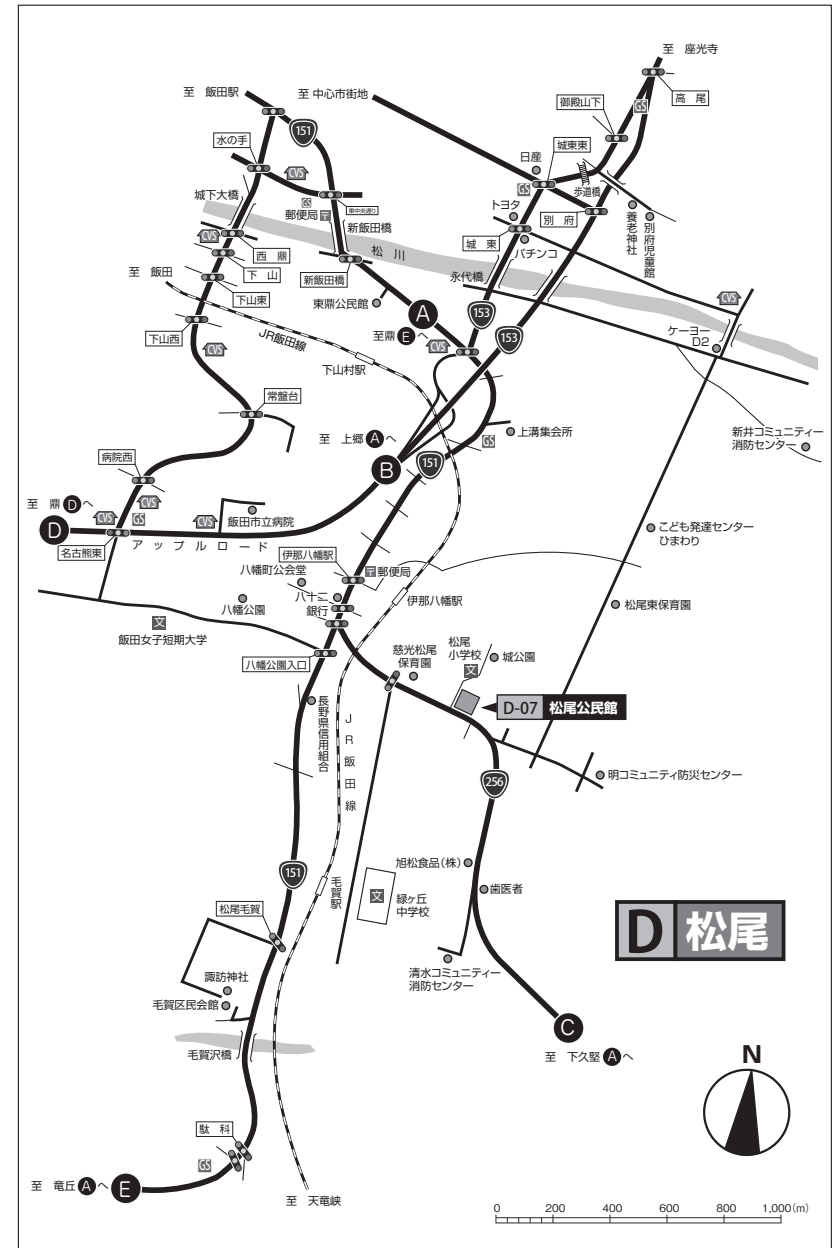 至 座光寺
至 飯田駅
至 中心市街地
御殿山下
高 尾
GS
151
水の手
日産
城東東
CVS
GS
歩道橋
城下大橋
GS
郵便局
トヨタ
別 府
養老神社
別府児童館
新飯田橋
松 川
城 東
パチンコ
CVS
西 鼎
下 山
新飯田橋
永代橋
CVS
至 飯田
下山東
東鼎公民館
A
153
ケーヨー
D2
下山西
JR飯田線
至鼎Eへ
CVS
153
CVS
下山村駅
常盤台
上溝集会所
新井コミュニティー
消防センター
至 上郷Aへ
GS
B
151
病院西
至 鼎Dへ
CVS
CVS
GS
CVS
飯田市立病院
D
名古熊東
アップルロード
こども発達センター
ひまわり
伊那八幡駅
八幡町公会堂
郵便局
八幡公園
八十二
銀行
伊那八幡駅
松尾東保育園
文
飯田女子短期大学
八幡公園入口
慈光松尾
保育園
松尾
小学校
文
城公園
D-07 松尾公民館
長野県信用組合
JR飯田線
明コミュニティ防災センター
256
151
旭松食品(株)
毛賀駅
歯医者
文
緑ヶ丘
中学校
松尾毛賀
D 松尾
清水コミュニティー
消防センター
諏訪神社
毛賀区民会館
C
至 下久堅Aへ
毛賀沢橋
N
駄 科
GS
至 竜丘Aへ
E
至 天竜峡
0 200 400 600 800 1,000(m)